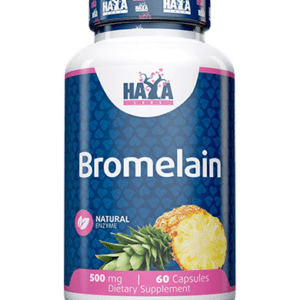 HAYA
LABS
Bromelain
NATURAL
ENZYME
500 mg | 60 Capsules
Dietary Supplement